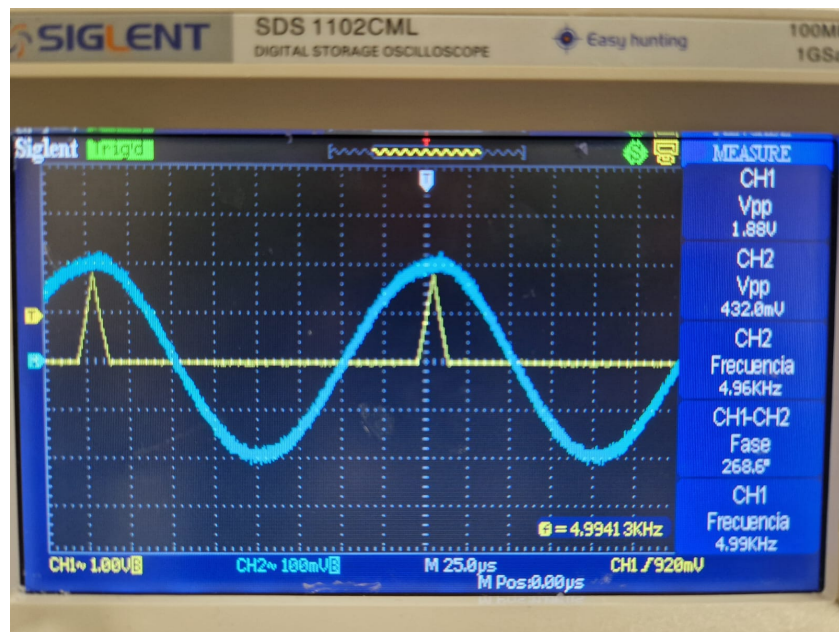 SIGLENT
SDS 1102CML
DIGITAL STORAGE OSCILLOSCOPE
Easy hunting
Siglent Trig'd
MEASURE
CH1
Vpp
1.88V
CH2
Vpp
432.0mV
CH2
Frecuencia
4.96KHz
CH1-CH2
Fase
268.6°
CH1
Frecuencia
4.99KHz
T
T
= 4.99413KHz
CH1~ 1.00V B
CH2~ 100mV B
M 25.0µs
CH1 /920mV
M Pos:0.00µs